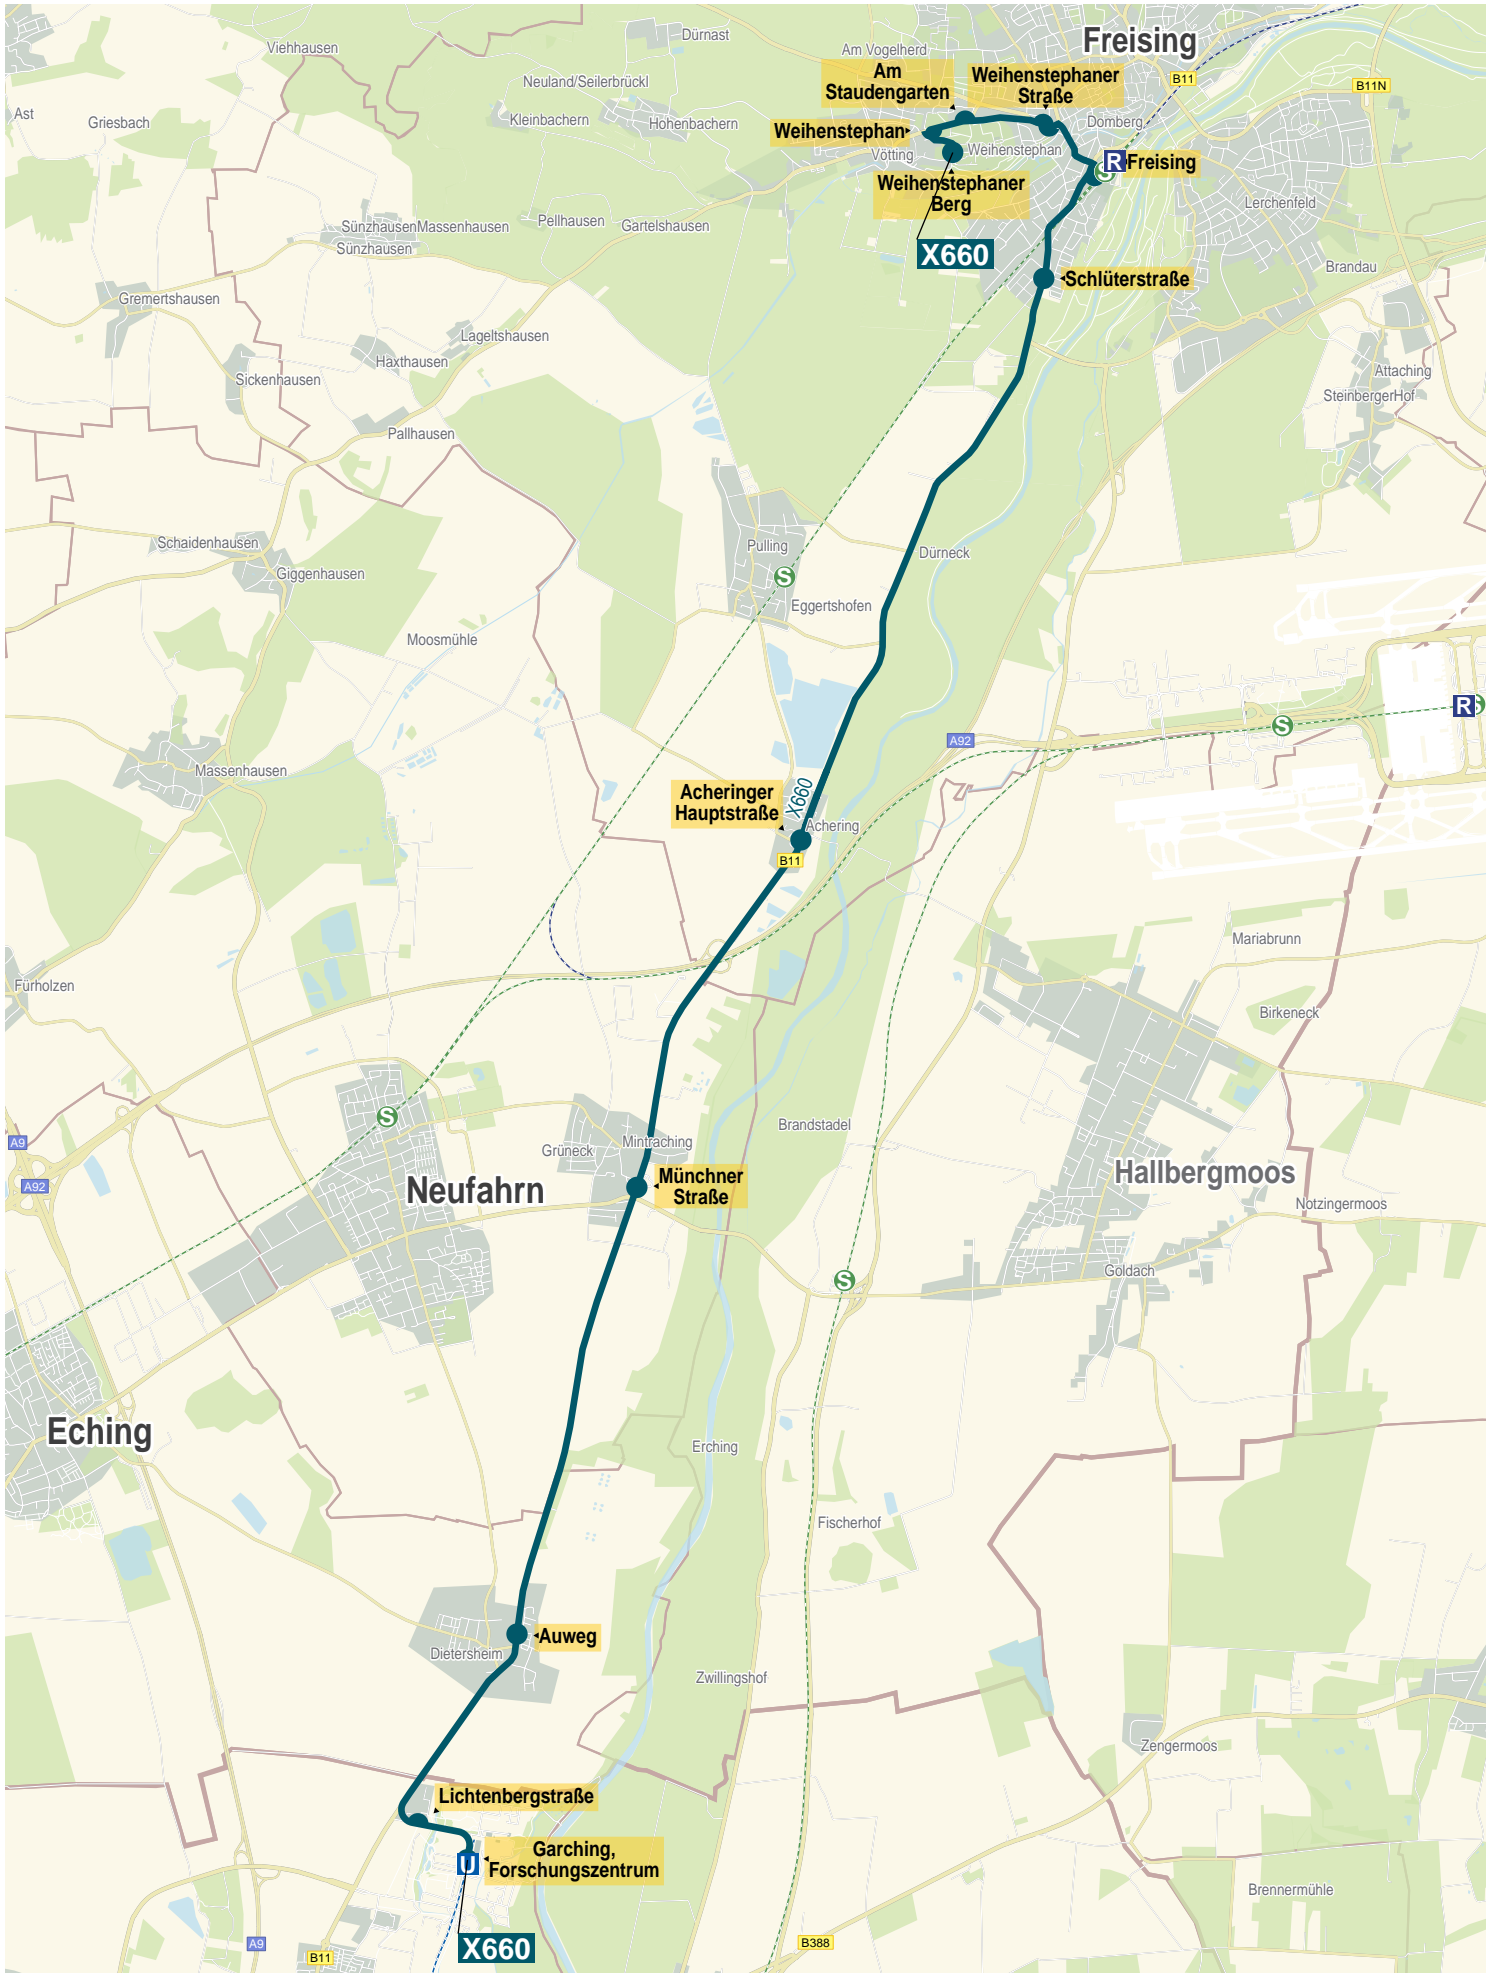 Freising
Viehhausen
Dürnast
Am Vogelherd
Am
Staudengarten
Weihenstephaner
Straße
B11
B11N
Neuland/Seilerbrückl
Ast
Griesbach
Kleinbachern
Hohenbachern
Domberg
Weihenstephan
Vötting
Weihenstephan
R
Freising
S
Weihenstephaner
Berg
Lerchenfeld
Sünzhausen
Massenhausen
Sünzhausen
Pellhausen
Gartelshausen
X660
Brandau
Schlüterstraße
Gremertshausen
Lageltshausen
Haxthausen
Sickenhausen
Attaching
SteinbergerHof
Pallhausen
Schaidenhausen
Pulling
Dürneck
Giggenhausen
S
Eggertshofen
Moosmühle
R
S
S
A92
Massenhausen
Acheringer
Hauptstraße
X660
Achering
B11
Mariabrunn
Fürholzen
Birkeneck
S
Brandstadel
A9
Grüneck
Mintraching
A92
Neufahrn
Münchner
Straße
Hallbergmoos
Notzingermoos
Goldach
S
Eching
Erching
Fischerhof
Auweg
Dietersheim
Zwillingshof
Zengermoos
Lichtenbergstraße
Garching,
Forschungszentrum
U
Brennermühle
A9
B11
X660
B388